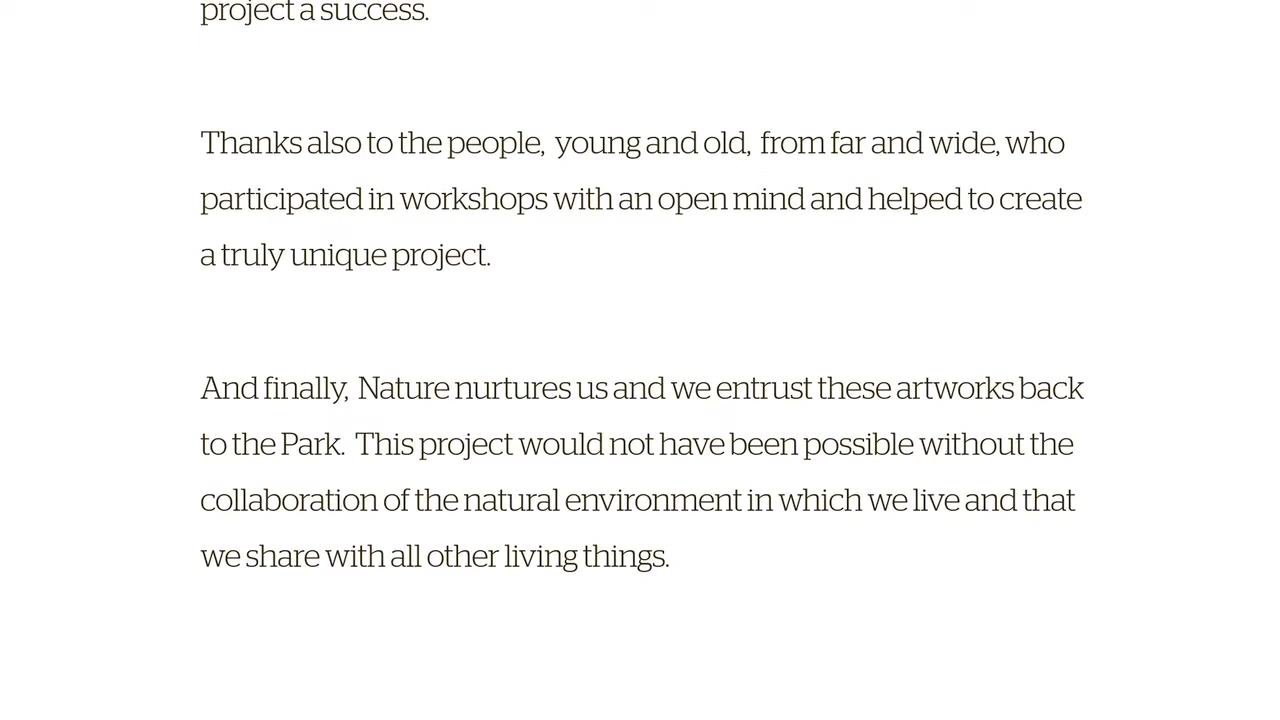 project a success.
Thanks also to the people, young and old, from far and wide, who
participated in workshops with an open mind and helped to create
a truly unique project.
And finally, Nature nurtures us and we entrust these artworks back
to the Park. This project would not have been possible without the
collaboration of the natural environment in which we live and that
we share with all other living things.